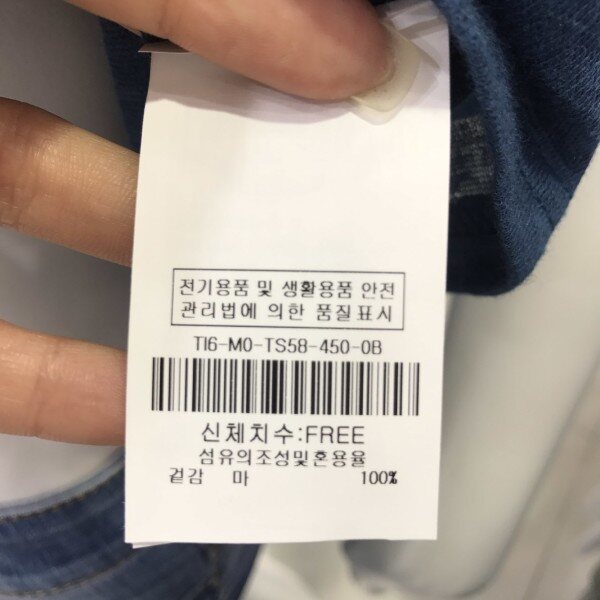 전기용품 및 생활용품 안전
관리법에 의한 품질표시
TI6-M0-TS58-450-0B
신체치수:FREE
섬유의조성및혼용율
겉감 마 100%